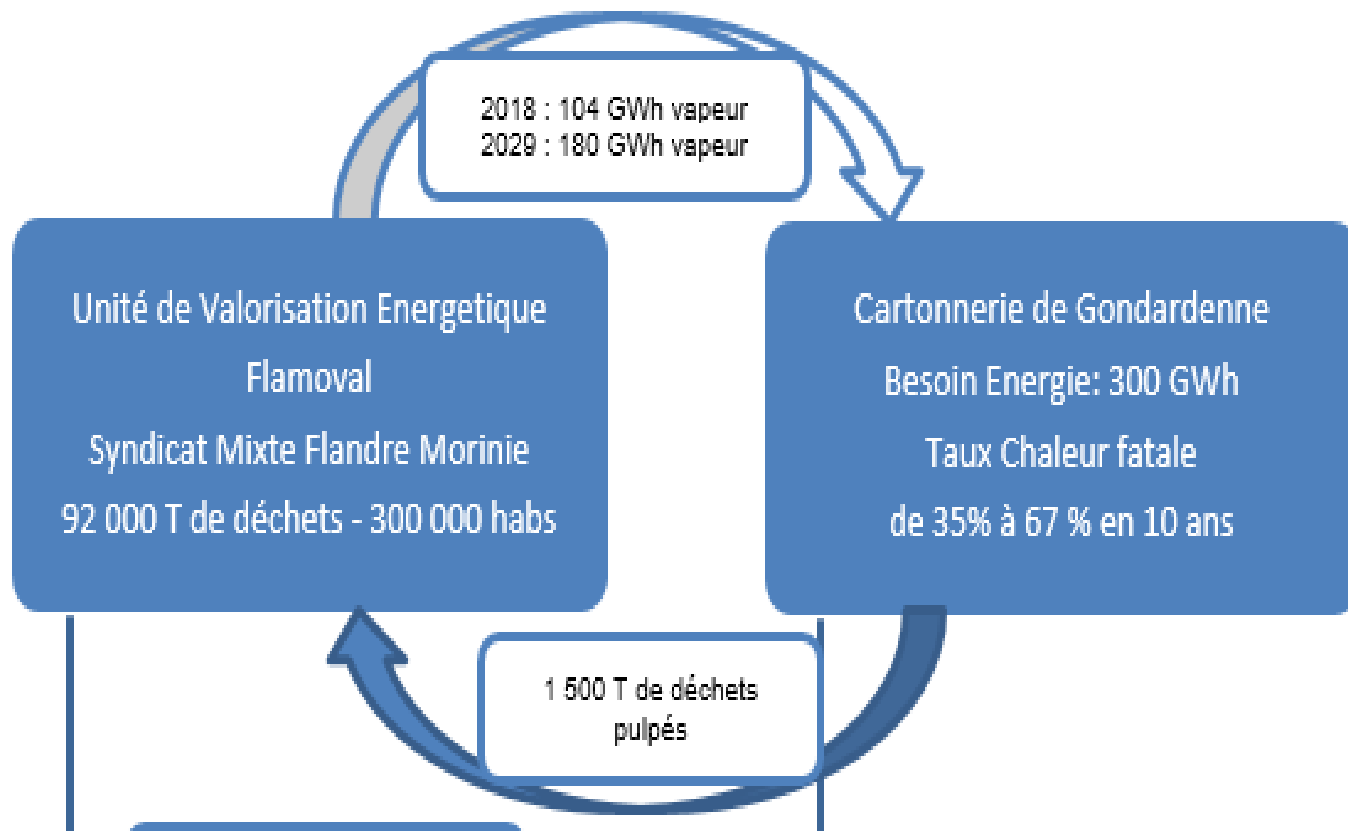 2018 : 104 GWh vapeur
2029 : 180 GWh vapeur
Unité de Valorisation Energetique
Flamoval
Syndicat Mixte Flandre Morinie
92 000 T de déchets - 300 000 habs
Cartonnerie de Gondardenne
Besoin Energie: 300 GWh
Taux Chaleur fatale
de 35% à 67 % en 10 ans
1 500 T de déchets
pulpés